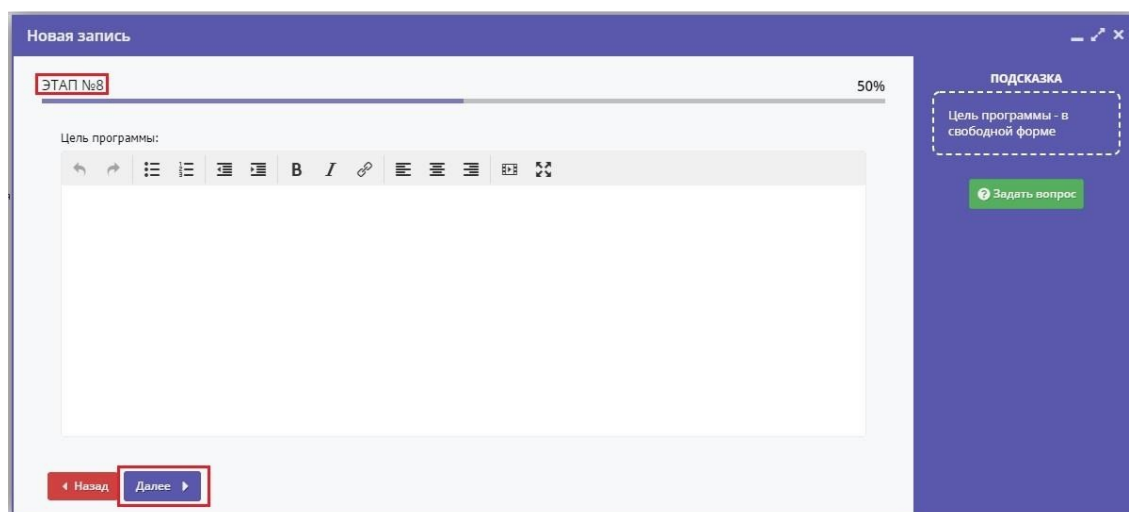 Новая запись
ЭТАП №8
50%
Цель программы:
B I
Назад
Далее
ПОДСКАЗКА
Цель программы - в
свободной форме
Задать вопрос